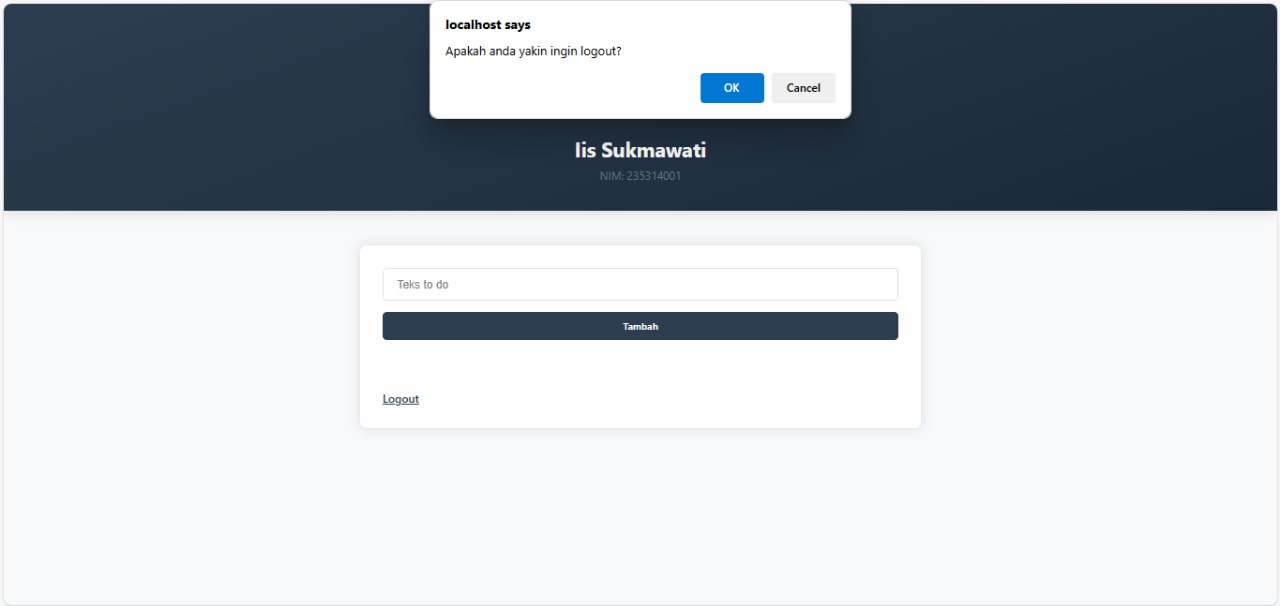 localhost says
Apakah anda yakin ingin logout?
OK
Cancel
Iis Sukmawati
NIM: 235314001
Teks to do
Tambah
Logout